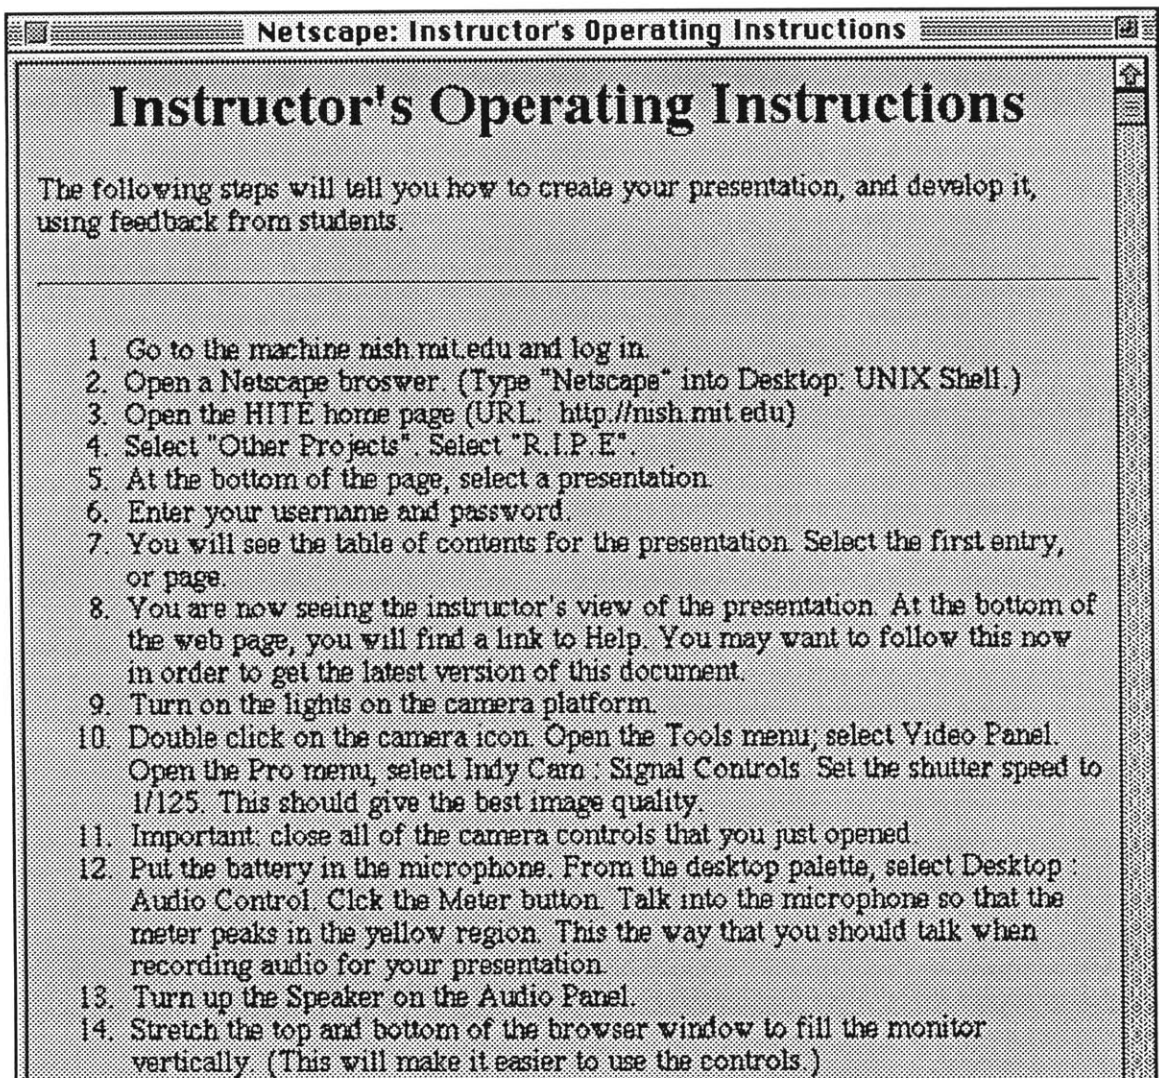 Netscape: Instructor's Operating Instructions
Instructor's Operating Instructions
The following steps will tell you how to create your presentation, and develop it,
using feedback from students.
1. Go to the machine nish.mit.edu and log in.
2. Open a Netscape broswer. (Type "Netscape" into Desktop: UNIX Shell.)
3. Open the HITE home page (URL: http://nish.mit.edu)
4. Select "Other Projects". Select "R.I.P.E".
5. At the bottom of the page, select a presentation.
6. Enter your username and password.
7. You will see the table of contents for the presentation. Select the first entry,
or page.
8. You are now seeing the instructor's view of the presentation. At the bottom of
the web page, you will find a link to Help. You may want to follow this now
in order to get the latest version of this document.
9. Turn on the lights on the camera platform.
10. Double click on the camera icon. Open the Tools menu; select Video Panel.
Open the Pro menu, select Indy Cam : Signal Controls. Set the shutter speed to
1/125. This should give the best image quality.
11. Important: close all of the camera controls that you just opened.
12. Put the battery in the microphone. From the desktop palette, select Desktop :
Audio Control. Clck the Meter button. Talk into the microphone so that the
meter peaks in the yellow region. This the way that you should talk when
recording audio for your presentation.
13. Turn up the Speaker on the Audio Panel.
14. Stretch the top and bottom of the browser window to fill the monitor
vertically. (This will make it easier to use the controls.)